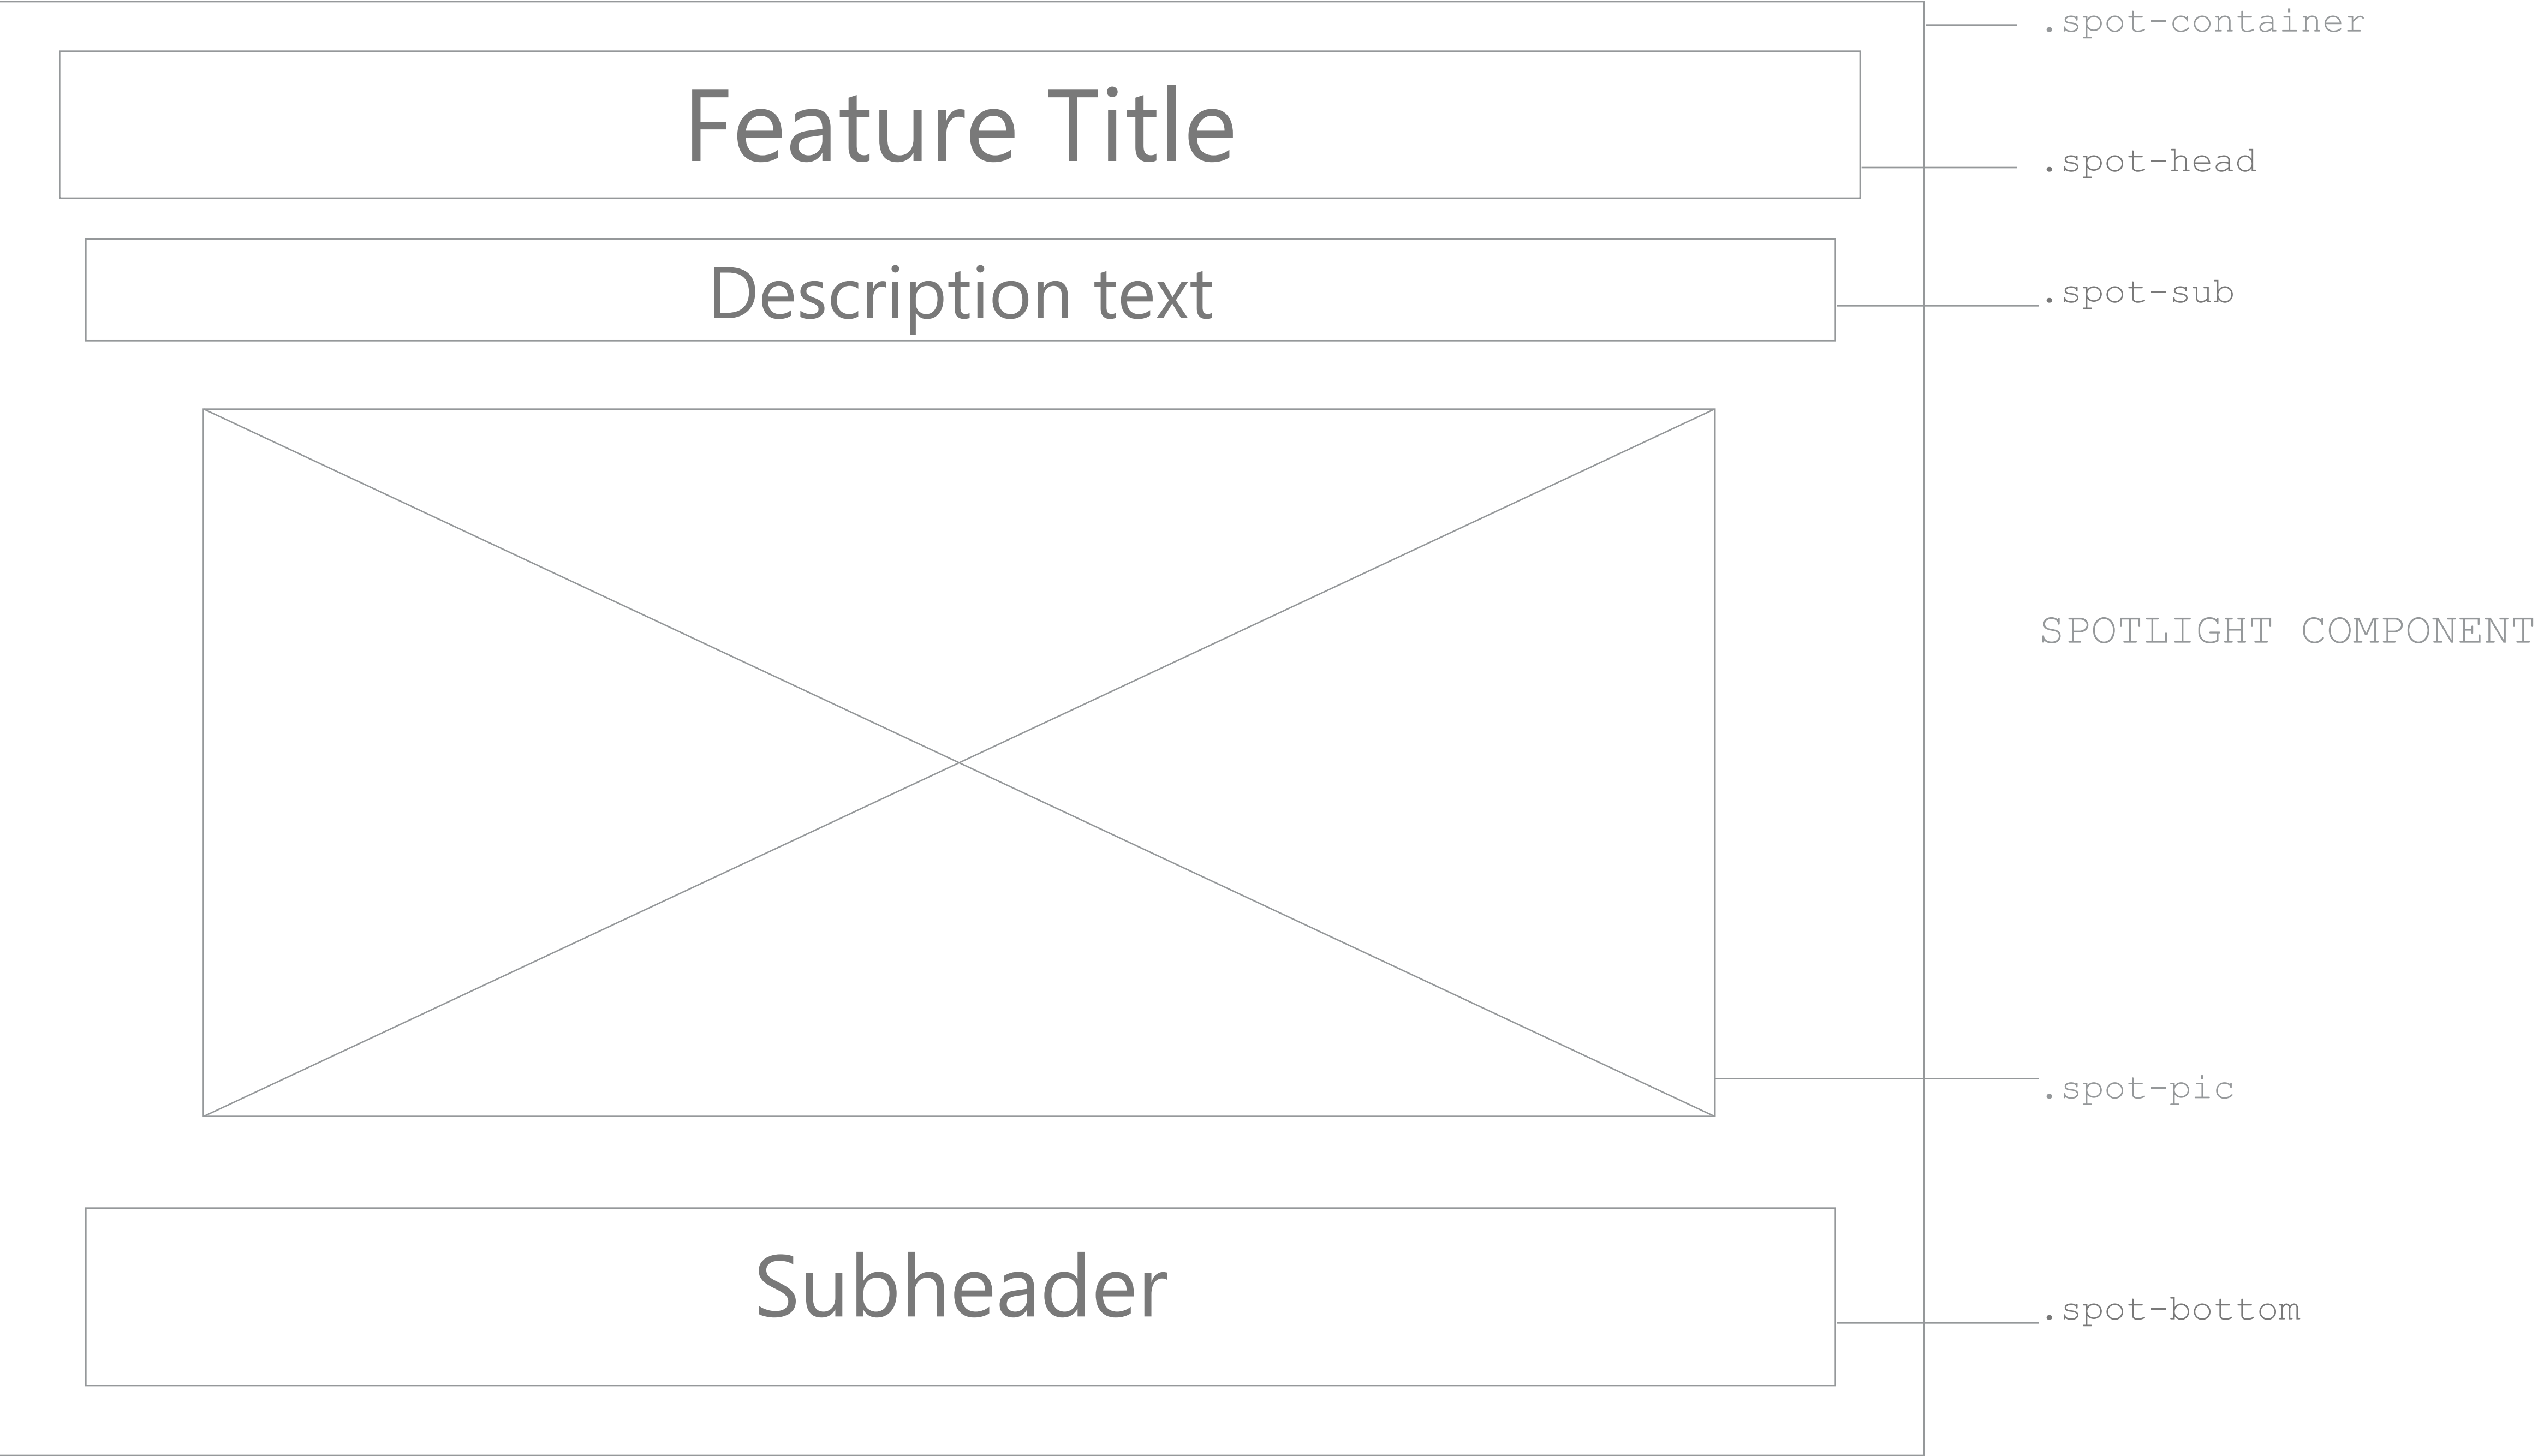 .spot-container
Feature Title
.spot-head
Description text
.spot-sub
SPOTLIGHT COMPONENT
.spot-pic
Subheader
.spot-bottom